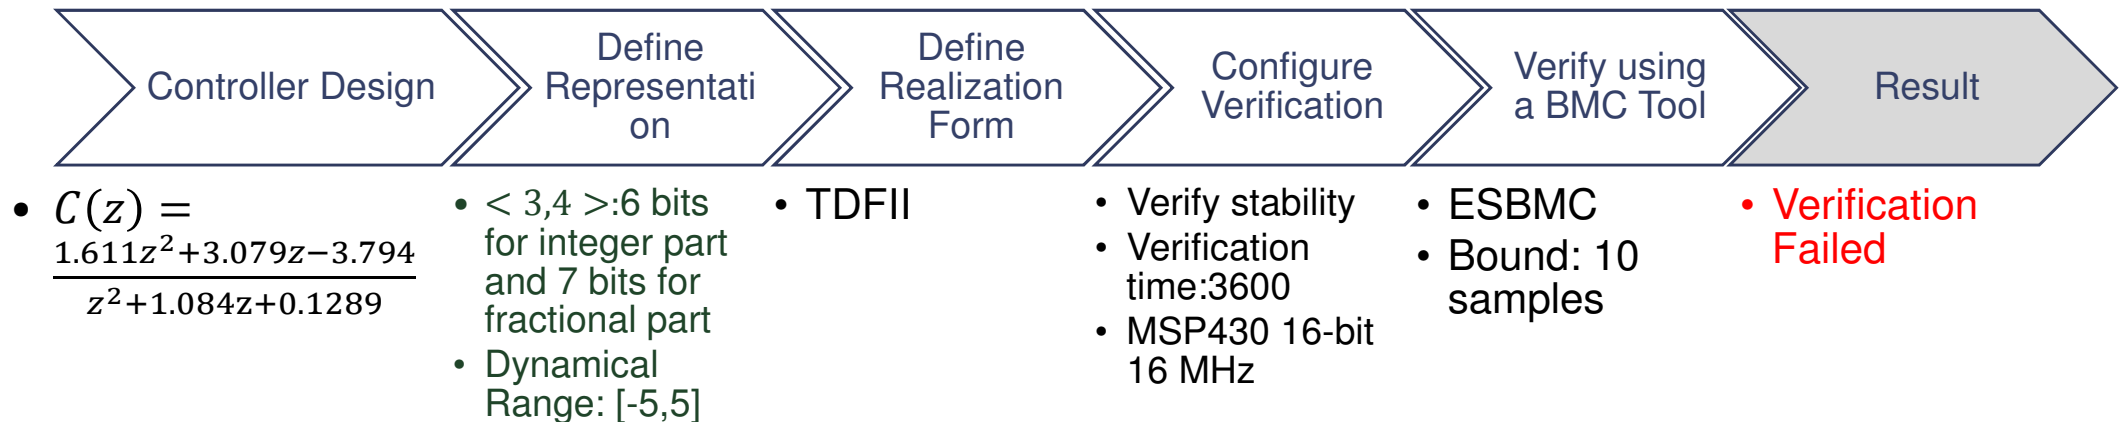 Controller Design
Define
Representati
on
Define
Realization
Form
Configure
Verification
Verify using
a BMC Tool
Result
• C(z) =
1.611z²+3.079z−3.794
z²+1.084z+0.1289
• < 3,4 >:6 bits
for integer part
and 7 bits for
fractional part
• Dynamical
Range: [-5,5]
• TDFII
• Verify stability
• Verification
time:3600
• MSP430 16-bit
16 MHz
• ESBMC
• Bound: 10
samples
• Verification
Failed